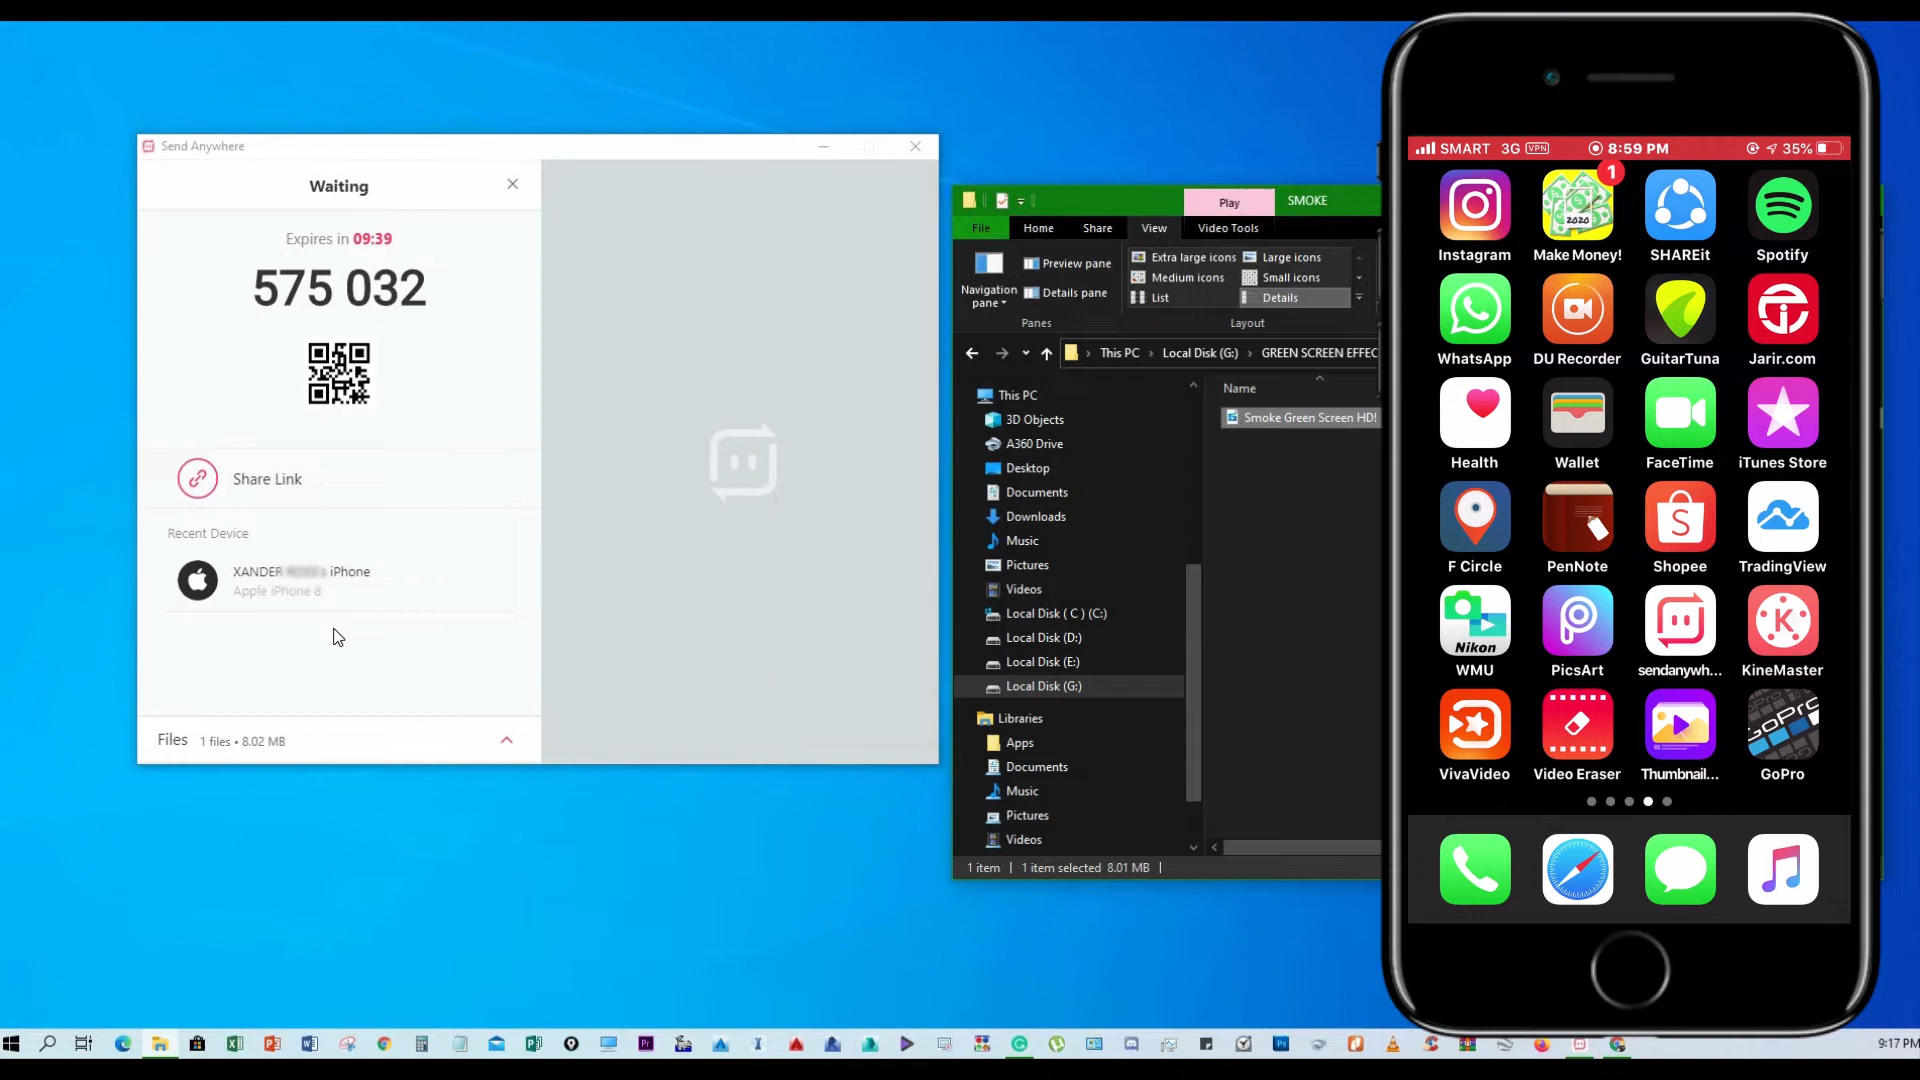 Send Anywhere
Waiting
Expires in 09:39
575 032
Share Link
Recent Device
XANDER iPhone
Apple iPhone 8
Files 1 files • 8.02 MB
Play SMOKE
File Home Share View Video Tools
Navigation pane
Preview pane
Details pane
Extra large icons Large icons
Medium icons Small icons
List Details
Panes Layout
This PC Local Disk (G:) GREEN SCREEN EFFEC
Name
Smoke Green Screen HD!
This PC
3D Objects
A360 Drive
Desktop
Documents
Downloads
Music
Pictures
Videos
Local Disk ( C ) (C:)
Local Disk (D:)
Local Disk (E:)
Local Disk (G:)
Libraries
Apps
Documents
Music
Pictures
Videos
1 item 1 item selected 8.01 MB
SMART 3G VPN 8:59 PM 35%
1
2020
Instagram Make Money! SHAREit Spotify
WhatsApp DU Recorder GuitarTuna Jarir.com
Health Wallet FaceTime iTunes Store
F Circle PenNote Shopee TradingView
Nikon
WMU PicsArt sendanywh... KineMaster
GoPro
VivaVideo Video Eraser Thumbnail... GoPro
9:17 PM